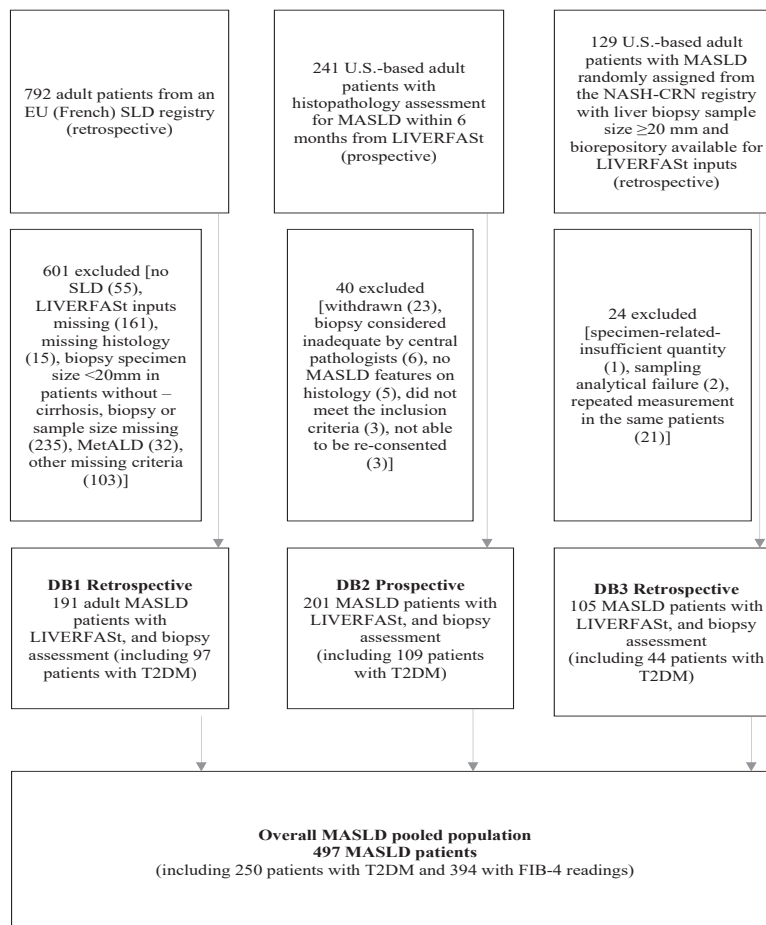 792 adult patients from an
EU (French) SLD registry
(retrospective)
241 U.S.-based adult
patients with
histopathology assessment
for MASLD within 6
months from LIVERFASt
(prospective)
129 U.S.-based adult
patients with MASLD
randomly assigned from
the NASH-CRN registry
with liver biopsy sample
size ≥20 mm and
biorepository available for
LIVERFASt inputs
(retrospective)
601 excluded [no
SLD (55),
LIVERFASt inputs
missing (161),
missing histology
(15), biopsy specimen
size <20mm in
patients without –
cirrhosis, biopsy or
sample size missing
(235), MetALD (32),
other missing criteria
(103)]
40 excluded
[withdrawn (23),
biopsy considered
inadequate by central
pathologists (6), no
MASLD features on
histology (5), did not
meet the inclusion
criteria (3), not able
to be re-consented
(3)]
24 excluded
[specimen-related-
insufficient quantity
(1), sampling
analytical failure (2),
repeated measurement
in the same patients
(21)]
DB1 Retrospective
191 adult MASLD
patients with
LIVERFASt, and biopsy
assessment (including 97
patients with T2DM)
DB2 Prospective
201 MASLD patients with
LIVERFASt, and biopsy
assessment
(including 109 patients
with T2DM)
DB3 Retrospective
105 MASLD patients with
LIVERFASt, and biopsy
assessment
(including 44 patients with
T2DM)
Overall MASLD pooled population
497 MASLD patients
(including 250 patients with T2DM and 394 with FIB-4 readings)